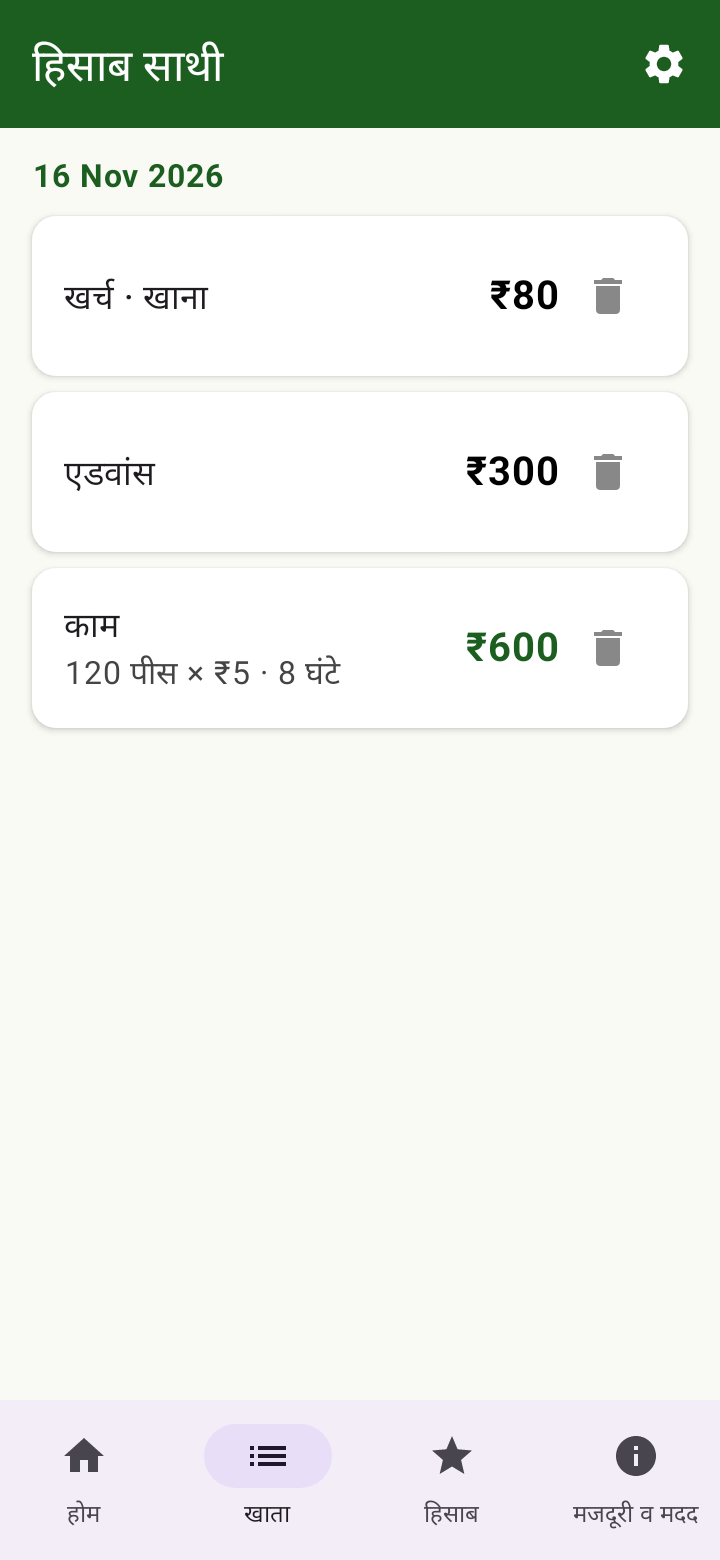 हिसाब साथी
16 Nov 2026
खर्च · खाना
₹80
एडवांस
₹300
काम
120 पीस × ₹5 · 8 घंटे
₹600
होम
खाता
हिसाब
मजदूरी व मदद